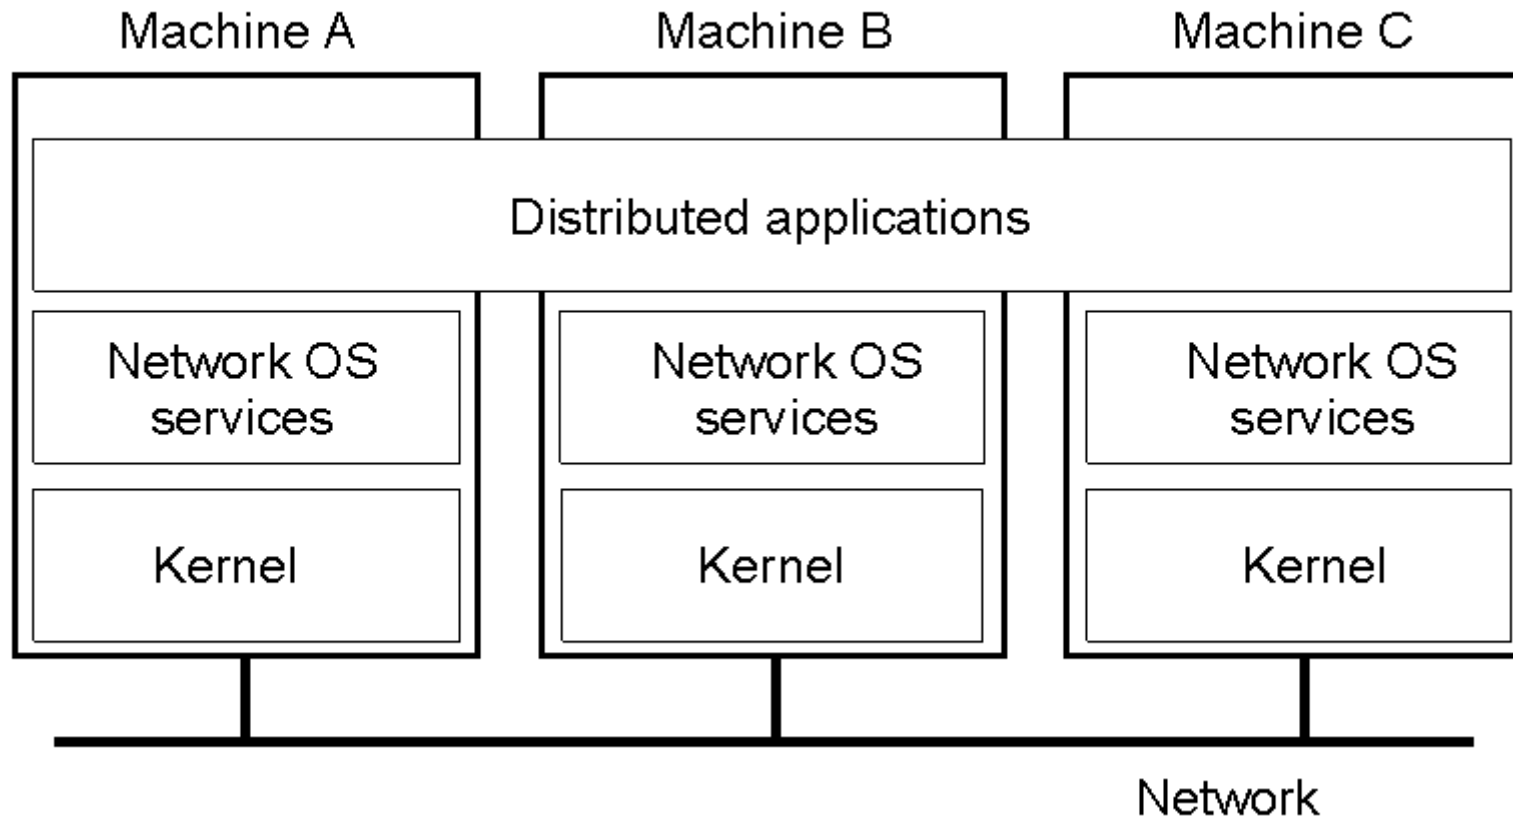 Machine A
Machine B
Machine C
Distributed applications
Network OS
services
Network OS
services
Network OS
services
Kernel
Kernel
Kernel
Network